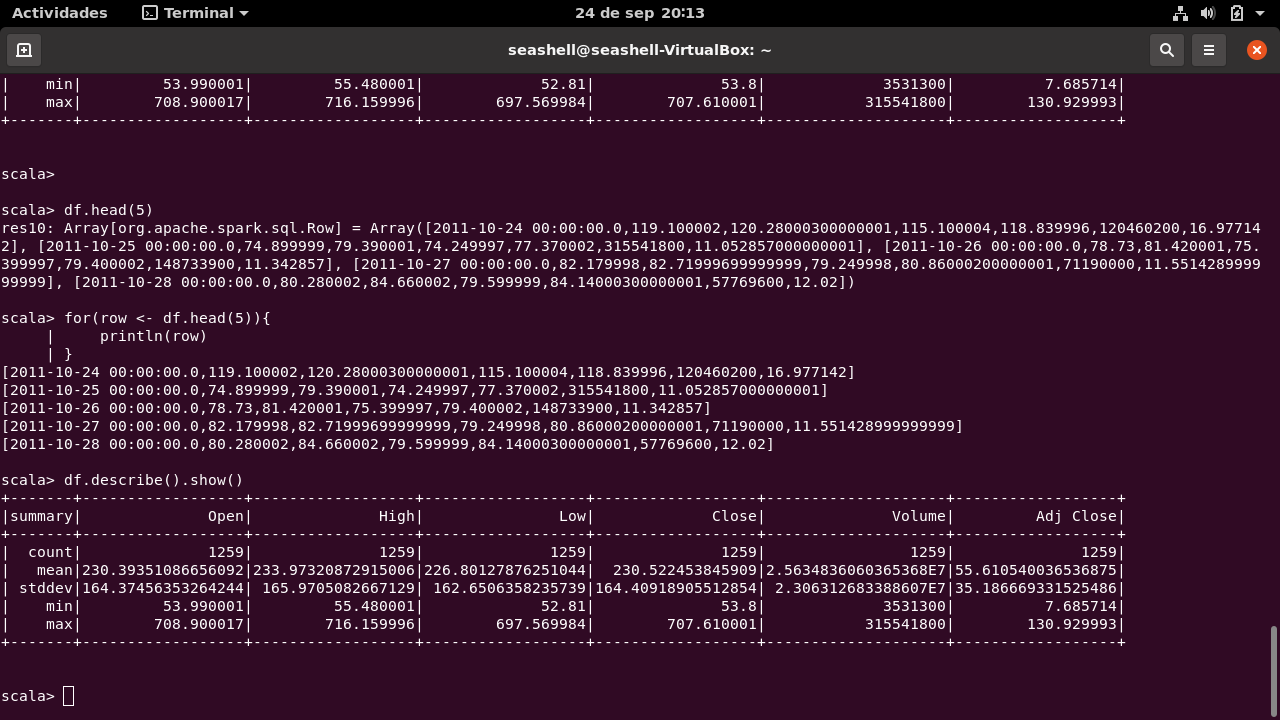 Actividades Terminal 24 de sep 20:13
seashell@seashell-VirtualBox: ~
|    min|         53.990001|         55.480001|             52.81|              53.8|             3531300|          7.685714|
|    max|        708.900017|        716.159996|        697.569984|        707.610001|           315541800|        130.929993|
+-------+------------------+------------------+------------------+------------------+--------------------+------------------+
scala>
scala> df.head(5)
res10: Array[org.apache.spark.sql.Row] = Array([2011-10-24 00:00:00.0,119.100002,120.28000300000001,115.100004,118.839996,120460200,16.97714
2], [2011-10-25 00:00:00.0,74.899999,79.390001,74.249997,77.370002,315541800,11.052857000000001], [2011-10-26 00:00:00.0,78.73,81.420001,75.
399997,79.400002,148733900,11.342857], [2011-10-27 00:00:00.0,82.179998,82.71999699999999,79.249998,80.86000200000001,71190000,11.5514289999
99999], [2011-10-28 00:00:00.0,80.280002,84.660002,79.599999,84.14000300000001,57769600,12.02])
scala> for(row <- df.head(5)){
     |     println(row)
     | }
[2011-10-24 00:00:00.0,119.100002,120.28000300000001,115.100004,118.839996,120460200,16.977142]
[2011-10-25 00:00:00.0,74.899999,79.390001,74.249997,77.370002,315541800,11.052857000000001]
[2011-10-26 00:00:00.0,78.73,81.420001,75.399997,79.400002,148733900,11.342857]
[2011-10-27 00:00:00.0,82.179998,82.71999699999999,79.249998,80.86000200000001,71190000,11.551428999999999]
[2011-10-28 00:00:00.0,80.280002,84.660002,79.599999,84.14000300000001,57769600,12.02]
scala> df.describe().show()
+-------+------------------+------------------+------------------+------------------+--------------------+------------------+
|summary|              Open|              High|               Low|             Close|              Volume|         Adj Close|
+-------+------------------+------------------+------------------+------------------+--------------------+------------------+
|  count|              1259|              1259|              1259|              1259|                1259|              1259|
|   mean|230.39351086656092|233.97320872915006|226.80127876251044|  230.522453845909|2.5634836060365368E7|55.610540036536875|
| stddev|164.37456353264244| 165.9705082667129| 162.6506358235739|164.40918905512854| 2.306312683388607E7|35.186669331525486|
|    min|         53.990001|         55.480001|             52.81|              53.8|             3531300|          7.685714|
|    max|        708.900017|        716.159996|        697.569984|        707.610001|           315541800|        130.929993|
+-------+------------------+------------------+------------------+------------------+--------------------+------------------+
scala>